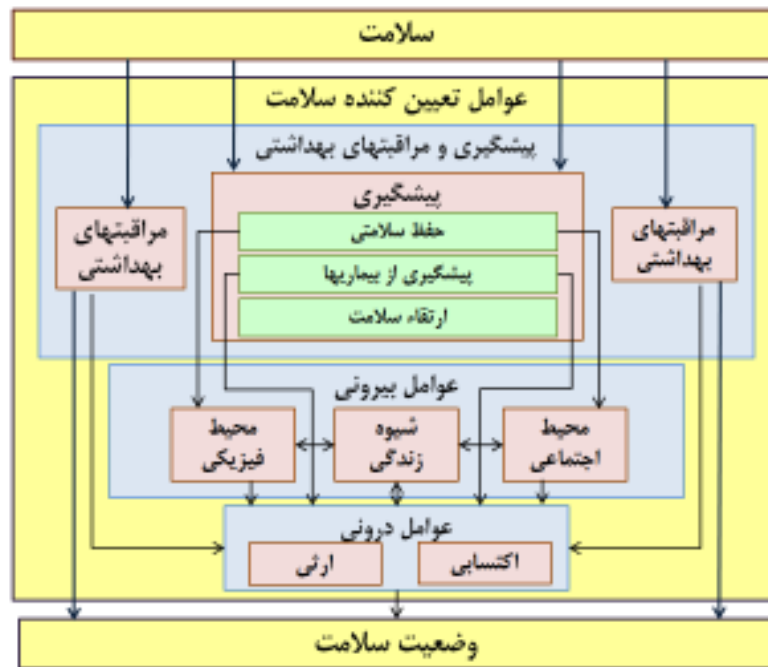 سلامت
عوامل تعیین کننده سلامت
پیشگیری و مراقبتهای بهداشتی
مراقبتهای
بهداشتی
پیشگیری
حفظ سلامتی
پیشگیری از بیماریها
ارتقاء سلامت
مراقبتهای
بهداشتی
عوامل بیرونی
محیط
اجتماعی
شیوه
زندگی
محیط
فیزیکی
عوامل درونی
اکتسابی
ارثی
وضعیت سلامت